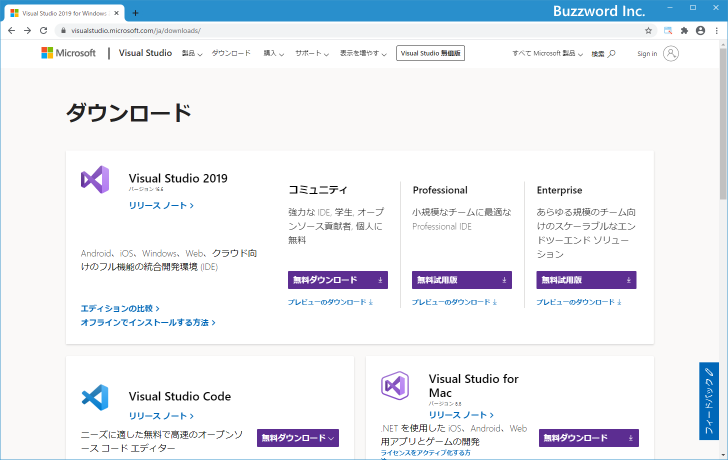 Visual Studio 2019 for Windows
Buzzword Inc.
visualstudio.microsoft.com/ja/downloads/
Microsoft
Visual Studio
製品
ダウンロード
購入
サポート
表示を増やす
Visual Studio 無償版
すべて Microsoft 製品
検索
Sign in
ダウンロード
Visual Studio 2019
バージョン 16.6
リリース ノート
Android、iOS、Windows、Web、クラウド向
けのフル機能の統合開発環境 (IDE)
エディションの比較
オフラインでインストールする方法
コミュニティ
強力な IDE, 学生, オープ
ンソース貢献者, 個人に
無料
無料ダウンロード
プレビューのダウンロード
Professional
小規模なチームに最適な
Professional IDE
無料試用版
プレビューのダウンロード
Enterprise
あらゆる規模のチーム向
けのスケーラブルなエン
ドツーエンド ソリュー
ション
無料試用版
プレビューのダウンロード
Visual Studio Code
リリース ノート
ニーズに適した無料で高速のオープンソ
ース コード エディター
無料ダウンロード
Visual Studio for
Mac
バージョン 8.6
リリース ノート
.NET を使用した iOS、Android、Web
用アプリとゲームの開発
ライセンスをアクティブ化する方
法
無料ダウンロード
フィードバック